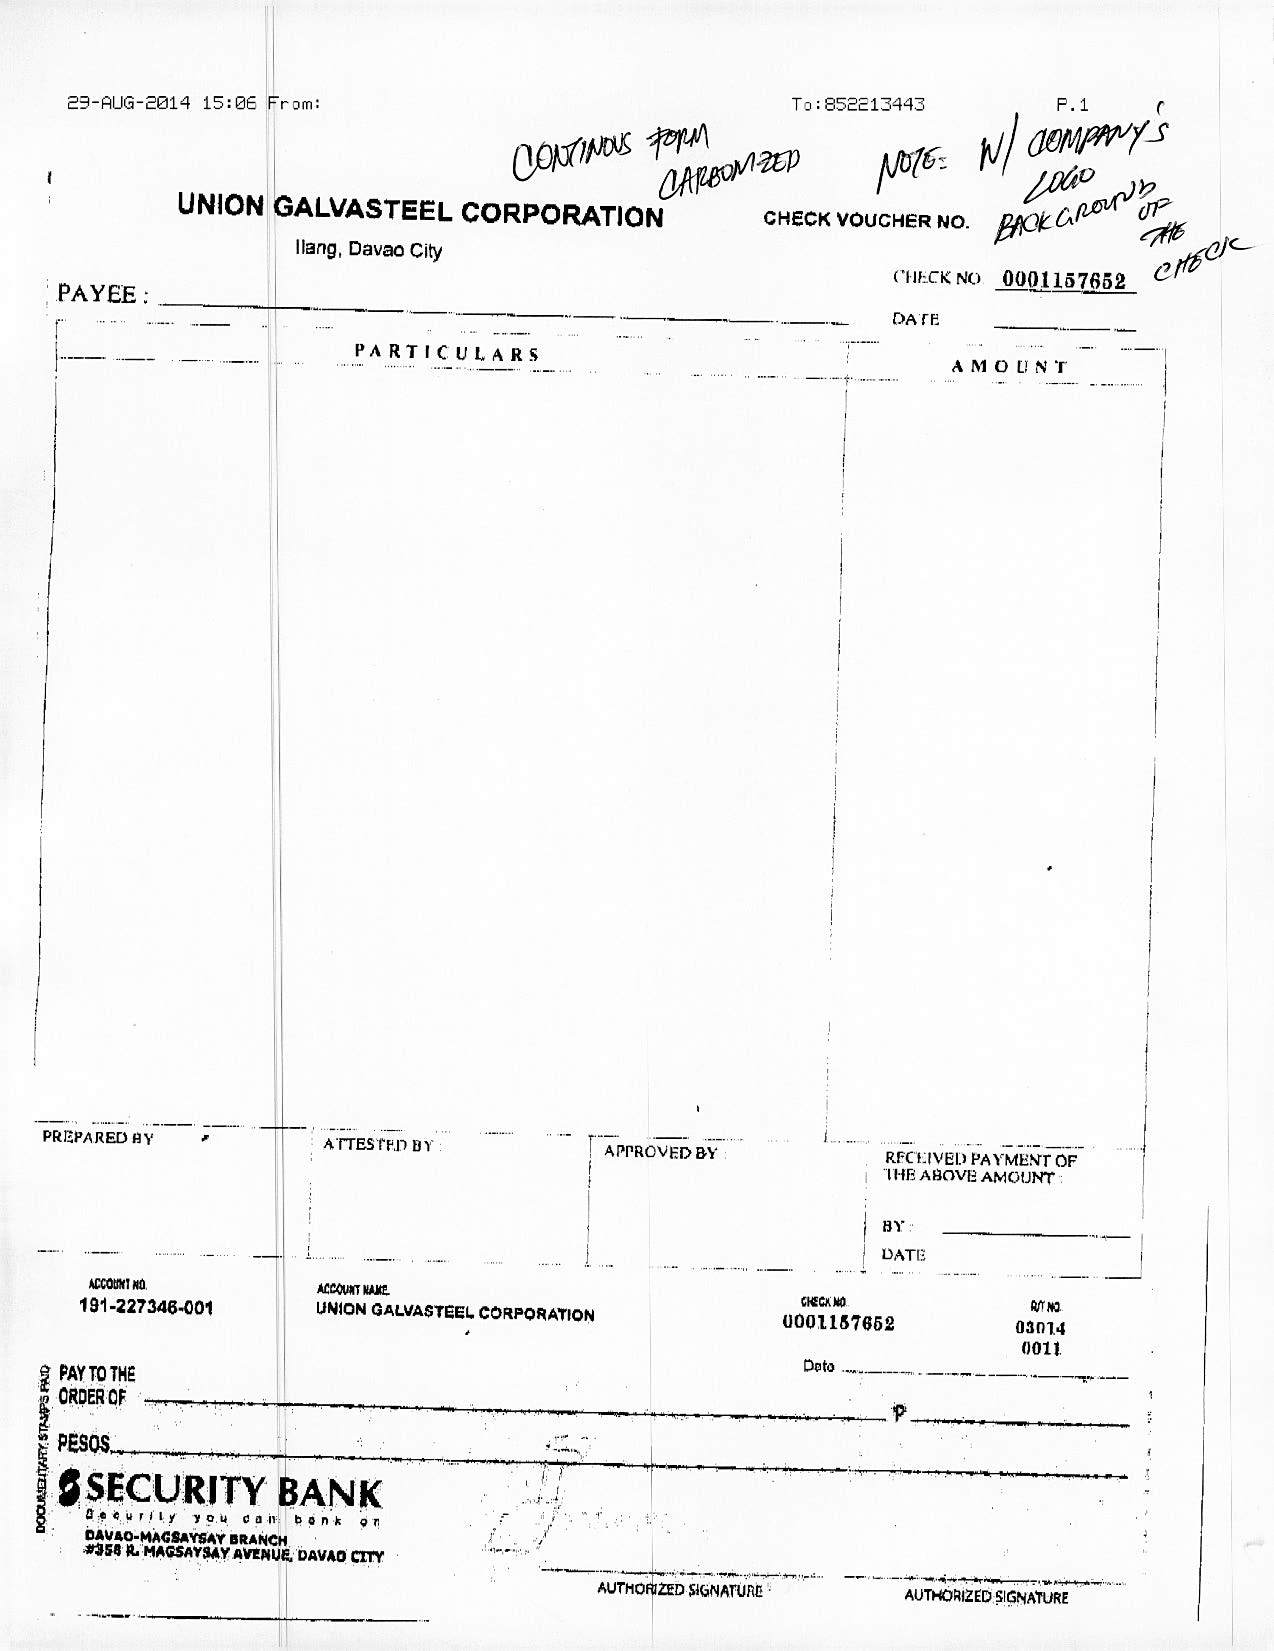 29-AUG-2014 15:06 From: To:852213443 P.1
CONTINOUS FORM
CARBONIZED
NOTE: W/ COMPANY'S
LOGO
BACKGROUND
OF
THE
CHECK
UNION GALVASTEEL CORPORATION
Ilang, Davao City
CHECK VOUCHER NO.
CHECK NO 0001157652
PAYEE :
DATE
PARTICULARS AMOUNT
PREPARED BY ATTESTED BY : APPROVED BY :
RECEIVED PAYMENT OF
THE ABOVE AMOUNT :
BY :
DATE
ACCOUNT NO. ACCOUNT NAME CHECK NO. R/T NO.
191-227346-001 UNION GALVASTEEL CORPORATION 0001157652 03014
0011
Date
PAY TO THE
ORDER OF P
PESOS
DOCUMENTARY STAMPS PAID
SECURITY BANK
Security you can bank on
DAVAO-MAGSAYSAY BRANCH
#358 R. MAGSAYSAY AVENUE, DAVAO CITY
AUTHORIZED SIGNATURE AUTHORIZED SIGNATURE